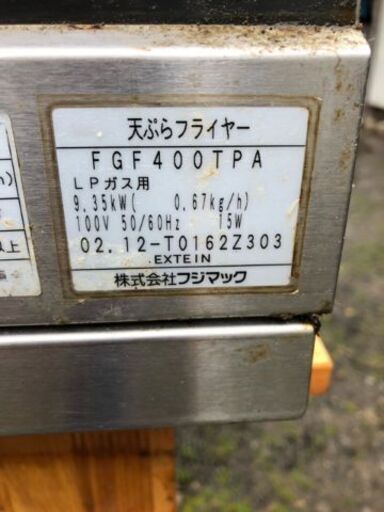 天ぷらフライヤー
FGF400TPA
LPガス用
9.35kW( 0.67kg/h)
100V 50/60Hz 15W
02.12-T0162Z303
EXTEIN
株式会社フジマック